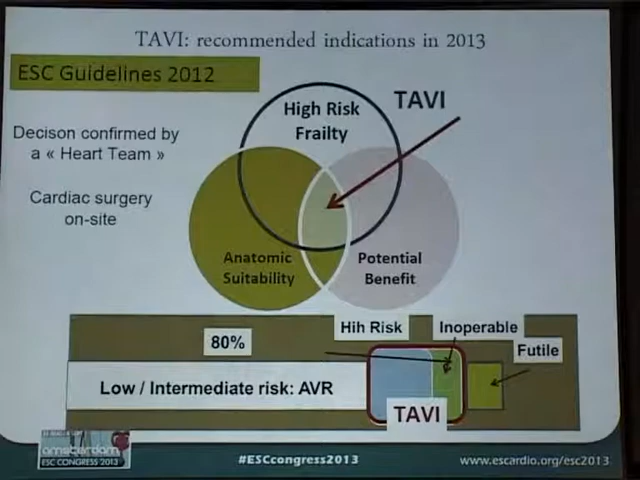 TAVI: recommended indications in 2013
ESC Guidelines 2012
Decison confirmed by
a « Heart Team »
Cardiac surgery
on-site
High Risk
Frailty
TAVI
Anatomic
Suitability
Potential
Benefit
80%
Hih Risk
Inoperable
Futile
Low / Intermediate risk: AVR
TAVI
amsterdam
ESC CONGRESS 2013
#ESCcongress2013
www.escardio.org/esc2013